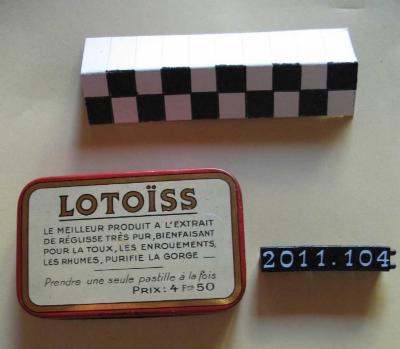 LOTOÏSS
LE MEILLEUR PRODUIT A L'EXTRAIT
DE RÉGLISSE TRÈS PUR, BIENFAISANT
POUR LA TOUX, LES ENROUEMENTS,
LES RHUMES, PURIFIE LA GORGE —
Prendre une seule pastille à la fois
PRIX: 4 Frs 50
2011.104